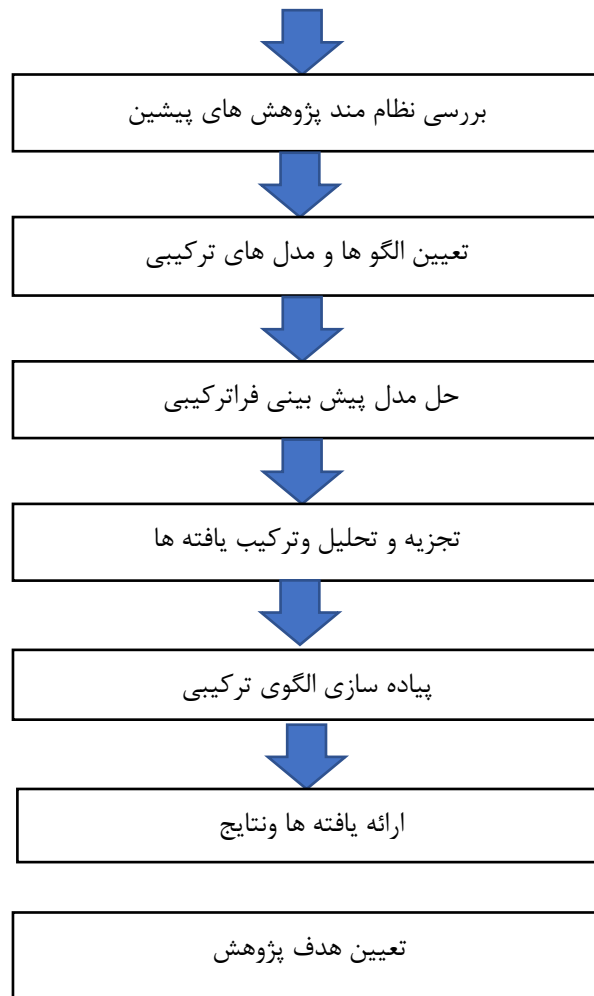 بررسی نظام مند پژوهش های پیشین
تعیین الگو ها و مدل های ترکیبی
حل مدل پیش بینی فراترکیبی
تجزیه و تحلیل وترکیب یافته ها
پیاده سازی الگوی ترکیبی
ارائه یافته ها ونتایج
تعیین هدف پژوهش